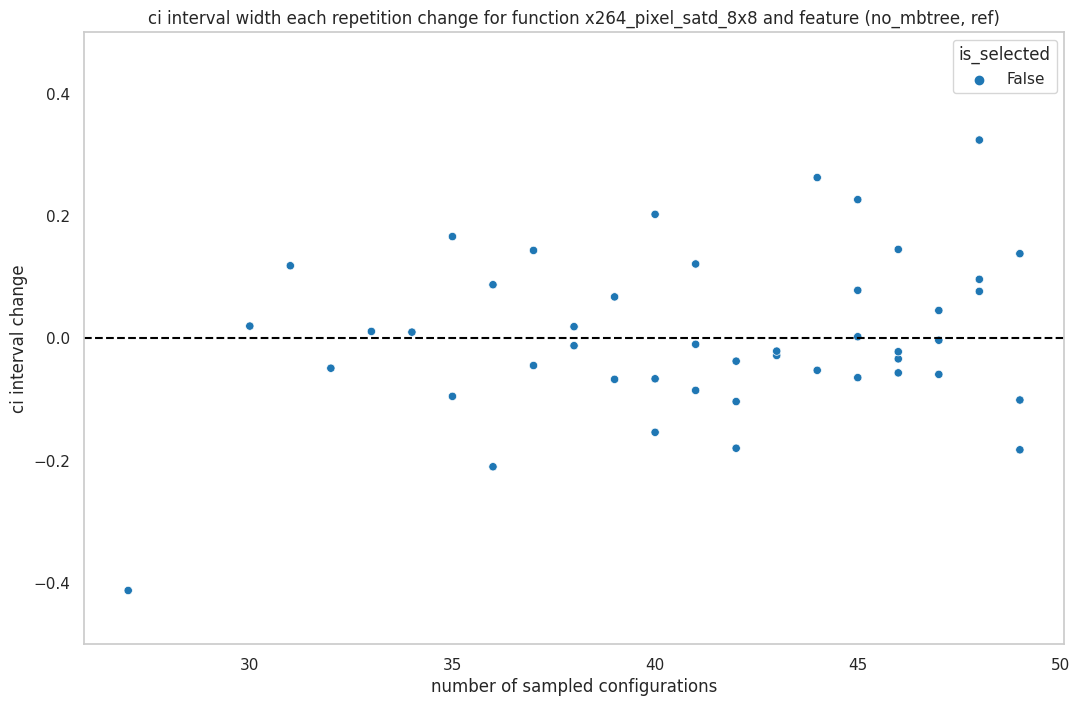 ci interval width each repetition change for function x264_pixel_satd_8x8 and feature (no_mbtree, ref)
is_selected
False
0.4
0.2
0.0
−0.2
−0.4
ci interval change
30
35
40
45
50
number of sampled configurations